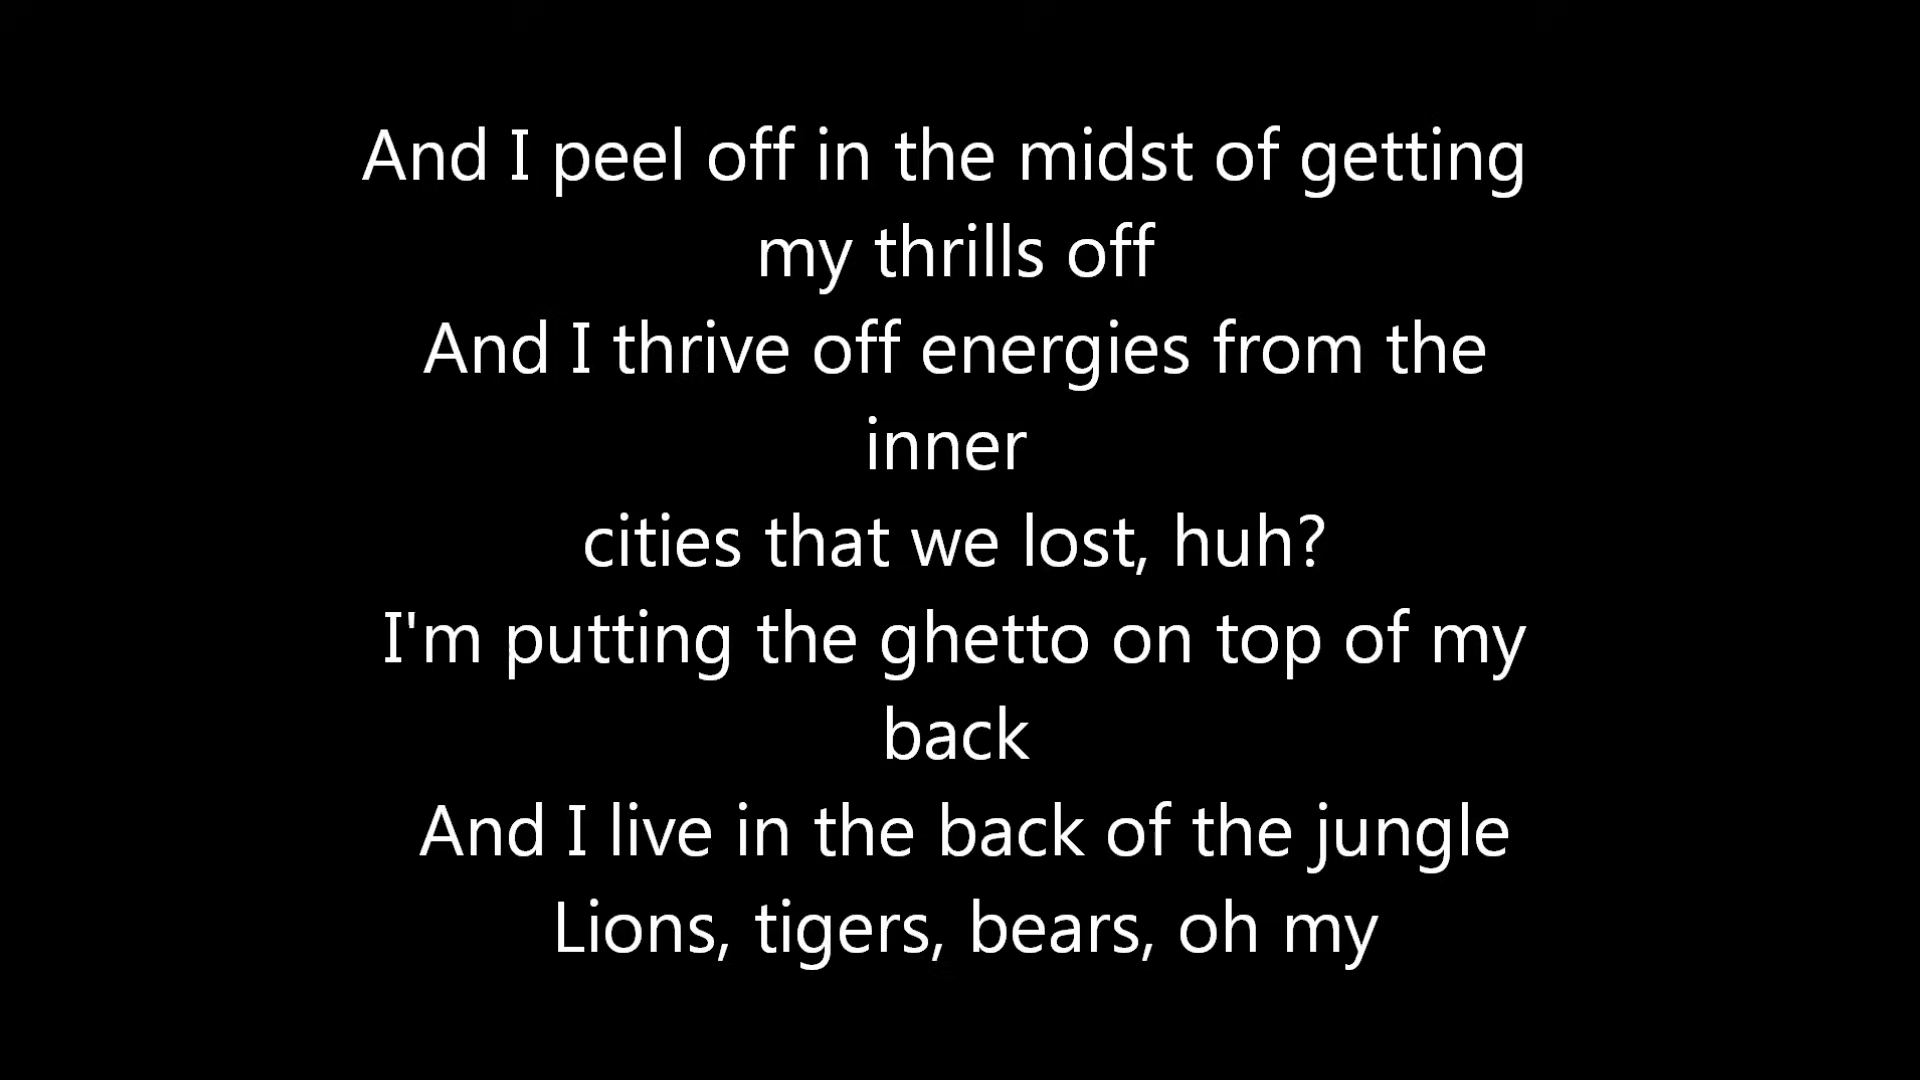 And I peel off in the midst of getting
my thrills off
And I thrive off energies from the
inner
cities that we lost, huh?
I'm putting the ghetto on top of my
back
And I live in the back of the jungle
Lions, tigers, bears, oh my